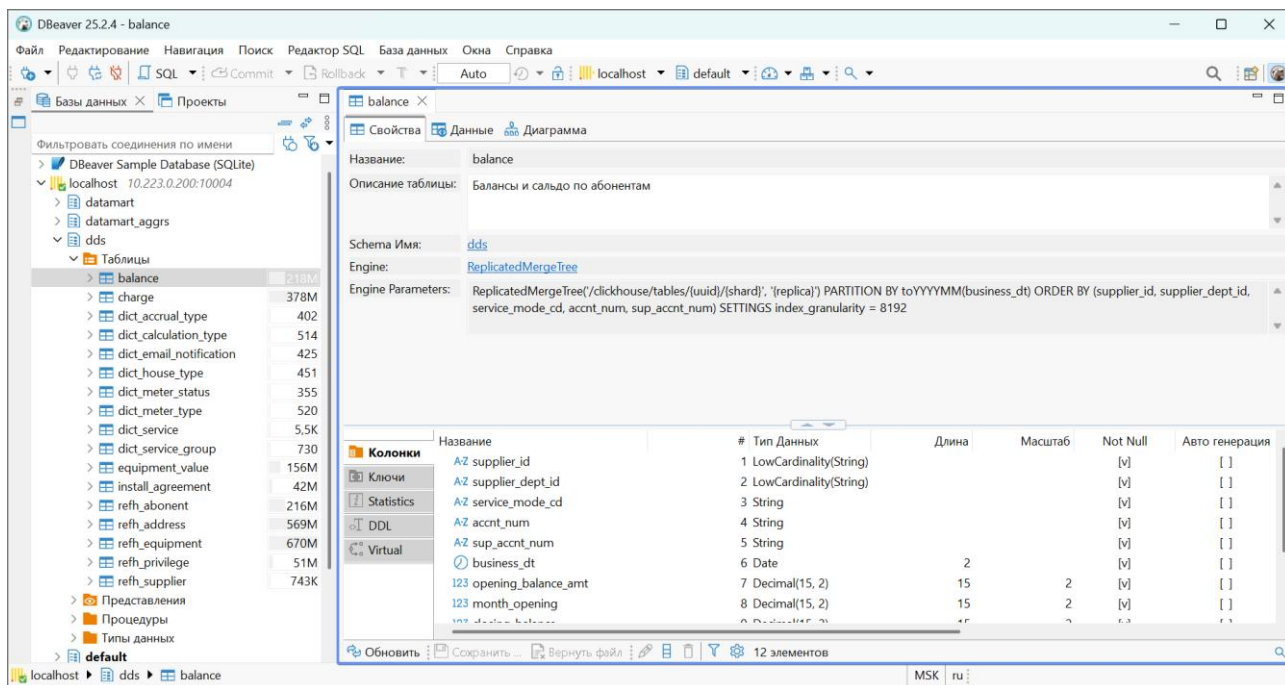 DBeaver 25.2.4 - balance
Файл Редактирование Навигация Поиск Редактор SQL База данных Окна Справка
SQL Commit Rollback T Auto localhost default
Базы данных Проекты
Фильтровать соединения по имени
DBeaver Sample Database (SQLite)
localhost 10.223.0.200:10004
datamart
datamart_aggrs
dds
Таблицы
balance 218M
charge 378M
dict_accrual_type 402
dict_calculation_type 514
dict_email_notification 425
dict_house_type 451
dict_meter_status 355
dict_meter_type 520
dict_service 5,5K
dict_service_group 730
equipment_value 156M
install_agreement 42M
refh_abonent 216M
refh_address 569M
refh_equipment 670M
refh_privilege 51M
refh_supplier 743K
Представления
Процедуры
Типы данных
default
balance
Свойства Данные Диаграмма
Название: balance
Описание таблицы: Балансы и сальдо по абонентам
Schema Имя: dds
Engine: ReplicatedMergeTree
Engine Parameters: ReplicatedMergeTree('/clickhouse/tables/{uuid}/{shard}', '{replica}') PARTITION BY toYYYYMM(business_dt) ORDER BY (supplier_id, supplier_dept_id,
service_mode_cd, accnt_num, sup_accnt_num) SETTINGS index_granularity = 8192
Колонки
Ключи
Statistics
DDL
Virtual
Название # Тип Данных Длина Масштаб Not Null Авто генерация
A-Z supplier_id 1 LowCardinality(String) [v] [ ]
A-Z supplier_dept_id 2 LowCardinality(String) [v] [ ]
A-Z service_mode_cd 3 String [v] [ ]
A-Z accnt_num 4 String [v] [ ]
A-Z sup_accnt_num 5 String [v] [ ]
business_dt 6 Date 2 [v] [ ]
123 opening_balance_amt 7 Decimal(15, 2) 15 2 [v] [ ]
123 month_opening 8 Decimal(15, 2) 15 2 [v] [ ]
Обновить Сохранить ... Вернуть файл 12 элементов
localhost dds balance MSK ru